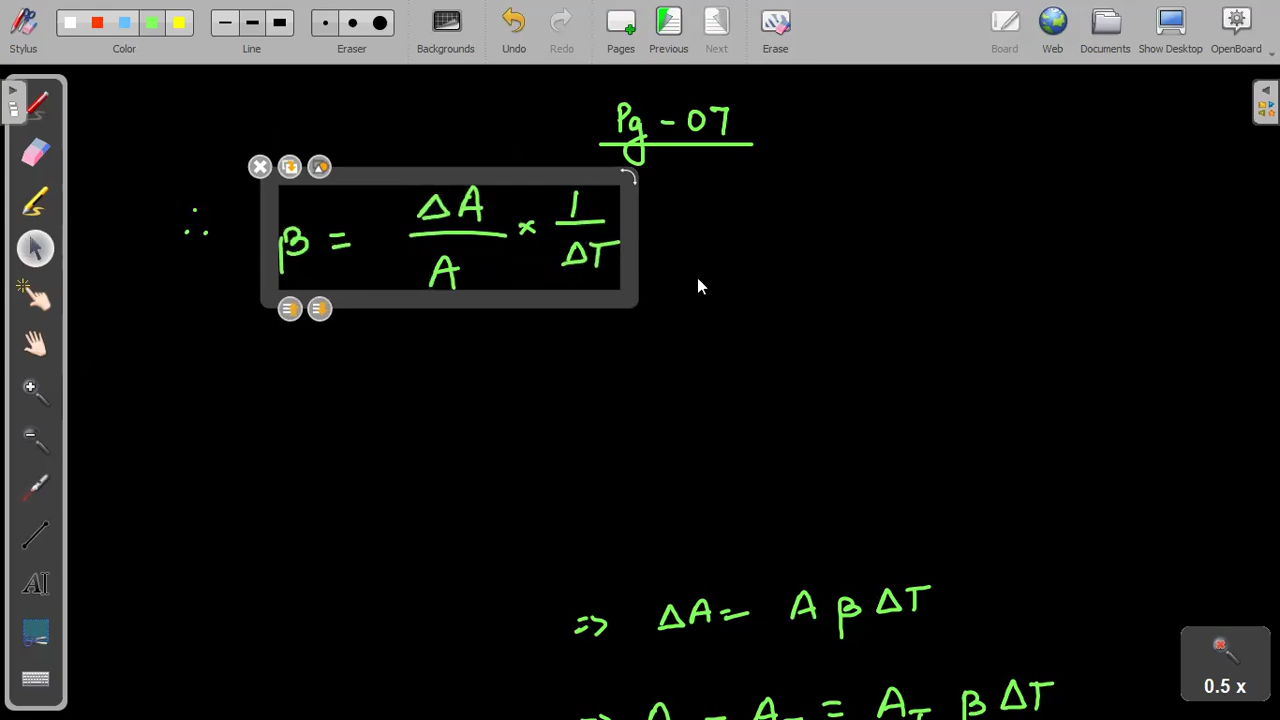 Stylus Color Line Eraser Backgrounds Undo Redo Pages Previous Next Erase Board Web Documents Show Desktop OpenBoard
Pg - 07
∴ β = ΔA / A × 1 / ΔT
=> ΔA = A β ΔT
0.5 x